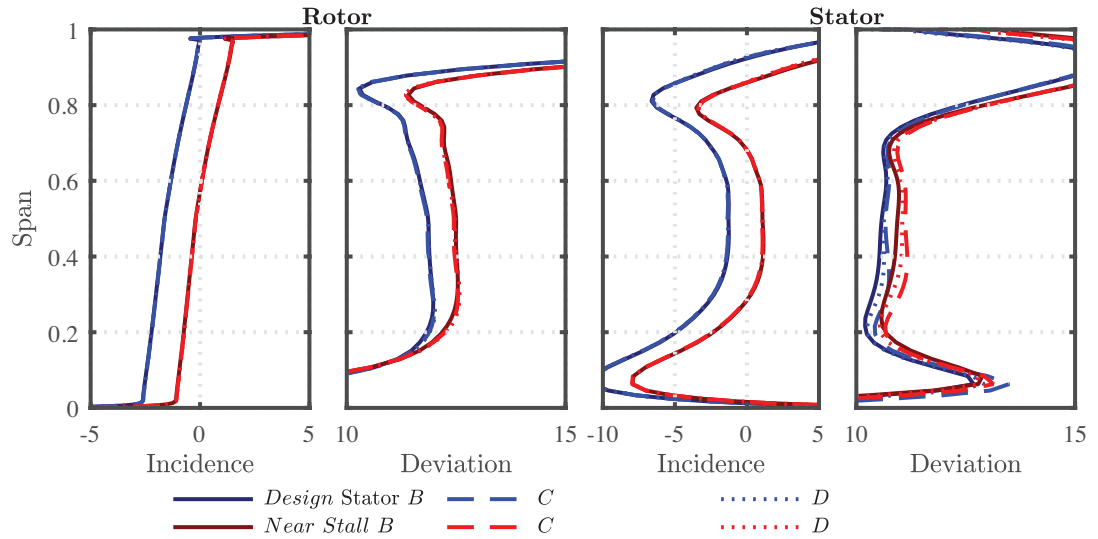 Rotor Stator
1
0.8
0.6
0.4
0.2
0
Span
-5 0 5 10 15 -10 -5 0 5 10 15
Incidence Deviation Incidence Deviation
Design Stator B C D
Near Stall B C D